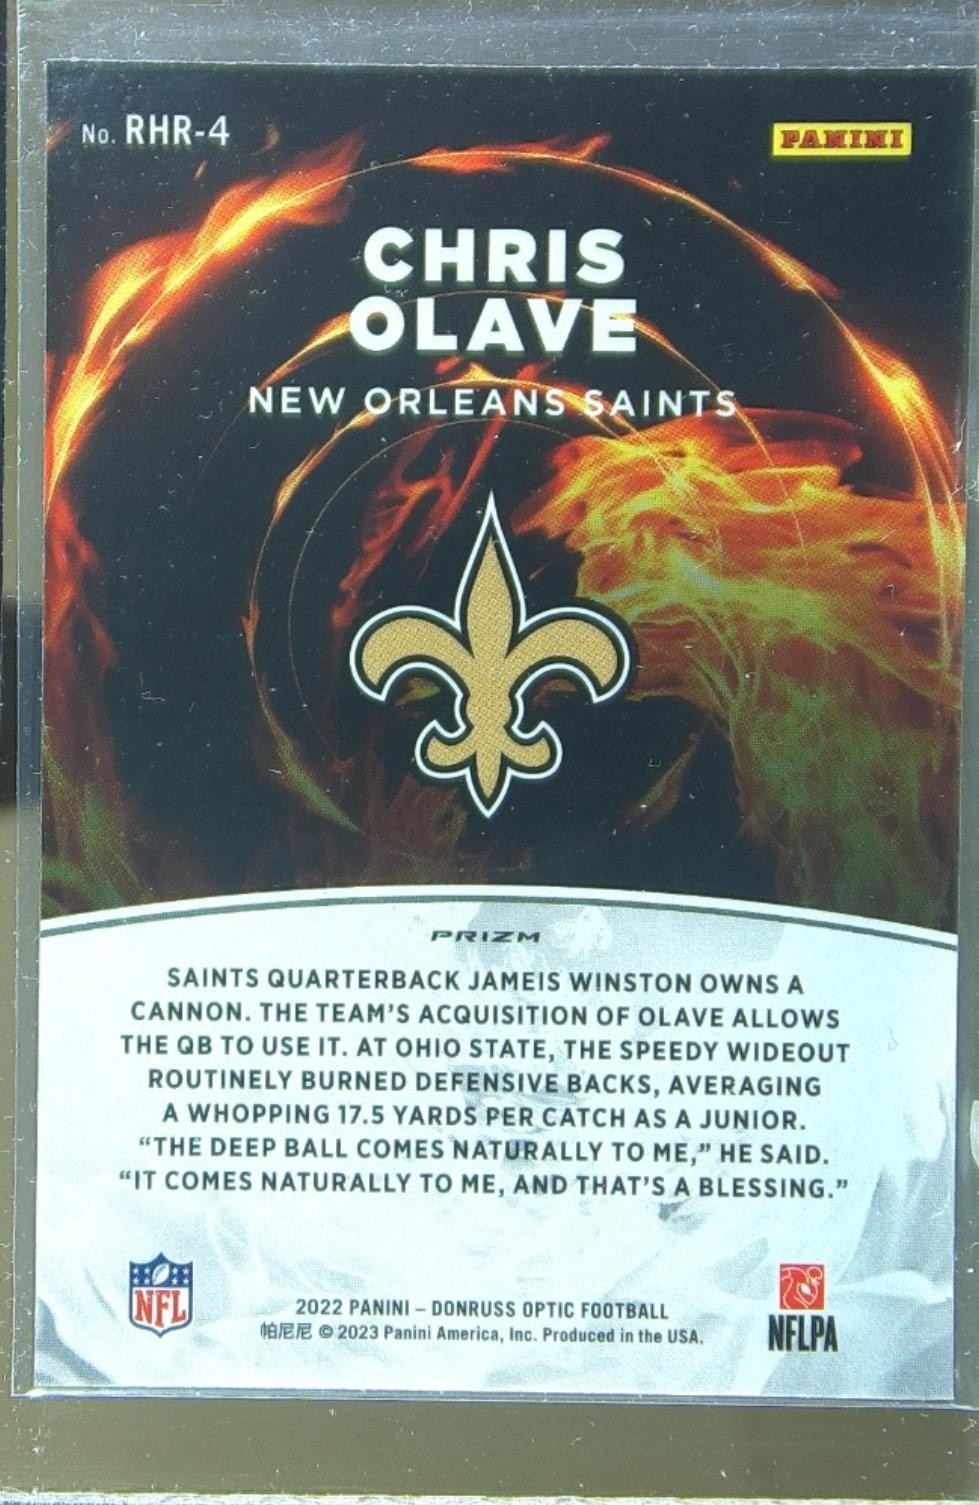 No. RHR-4
PANINI
CHRIS
OLAVE
NEW ORLEANS SAINTS
PRIZM
SAINTS QUARTERBACK JAMEIS WINSTON OWNS A
CANNON. THE TEAM'S ACQUISITION OF OLAVE ALLOWS
THE QB TO USE IT. AT OHIO STATE, THE SPEEDY WIDEOUT
ROUTINELY BURNED DEFENSIVE BACKS, AVERAGING
A WHOPPING 17.5 YARDS PER CATCH AS A JUNIOR.
“THE DEEP BALL COMES NATURALLY TO ME,” HE SAID.
“IT COMES NATURALLY TO ME, AND THAT'S A BLESSING.”
NFL
2022 PANINI – DONRUSS OPTIC FOOTBALL
帕尼尼 © 2023 Panini America, Inc. Produced in the USA.
NFLPA